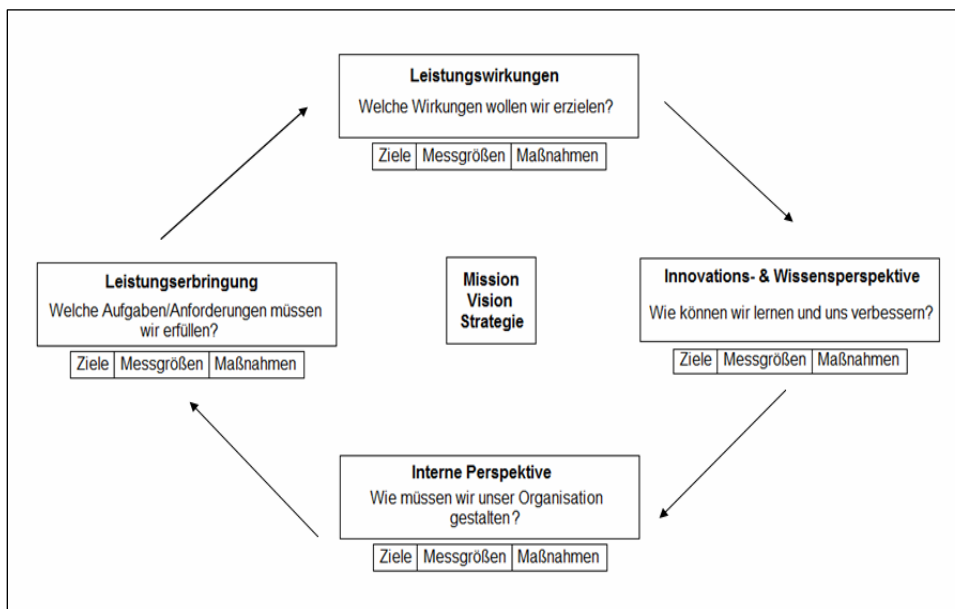 Leistungswirkungen
Welche Wirkungen wollen wir erzielen?
Ziele Messgrößen Maßnahmen
Leistungserbringung
Welche Aufgaben/Anforderungen müssen
wir erfüllen?
Ziele Messgrößen Maßnahmen
Mission
Vision
Strategie
Innovations- & Wissensperspektive
Wie können wir lernen und uns verbessern?
Ziele Messgrößen Maßnahmen
Interne Perspektive
Wie müssen wir unser Organisation
gestalten?
Ziele Messgrößen Maßnahmen